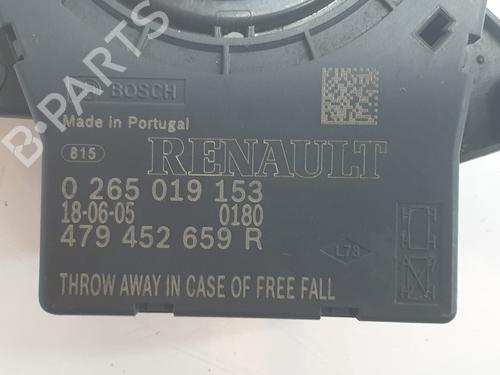 B-PARTS
BOSCH
Made in Portugal
815 RENAULT
0 265 019 153
18-06-05 0180
479 452 659 R
L78
THROW AWAY IN CASE OF FREE FALL